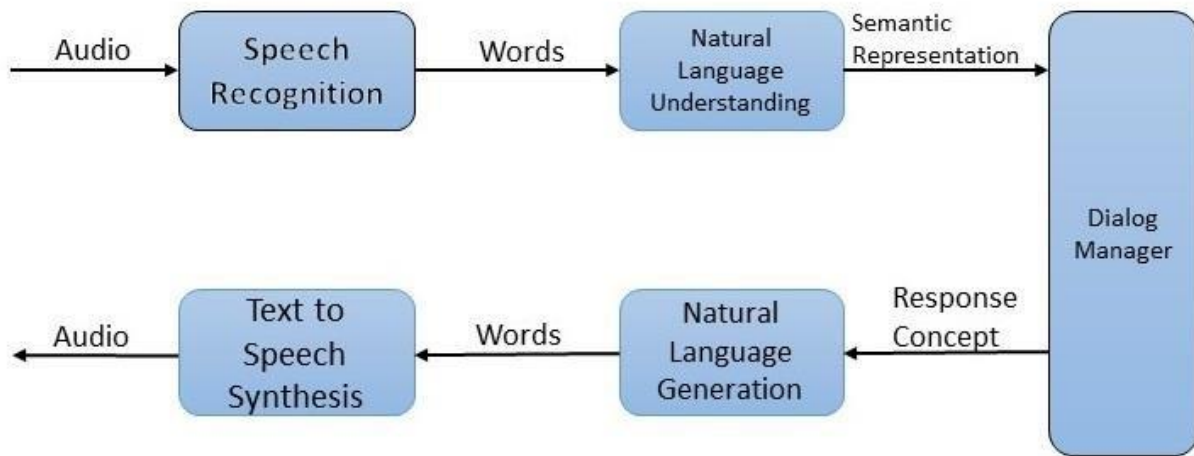 Audio
Speech
Recognition
Words
Natural
Language
Understanding
Semantic
Representation
Dialog
Manager
Response
Concept
Natural
Language
Generation
Words
Text to
Speech
Synthesis
Audio